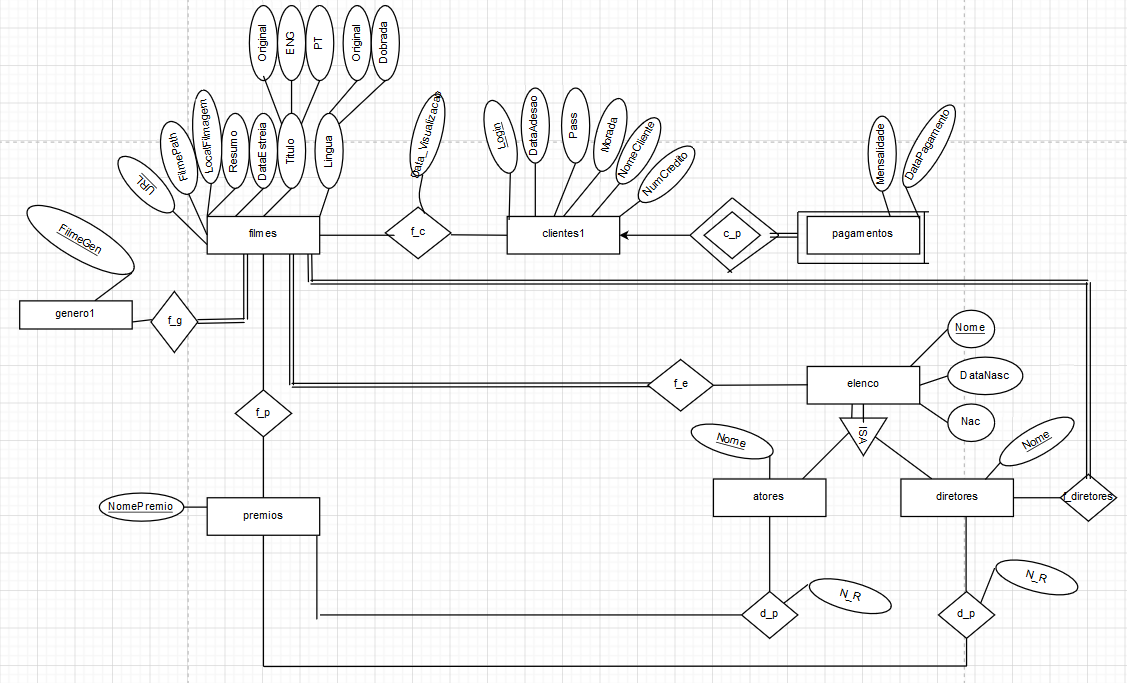 Original
ENG
PT
Original
Dobrada
URL
FilmePath
LocalFilmagem
Resumo
DataEstreia
Titulo
Lingua
Data_Visualizacao
Login
DataAdesao
Pass
Morada
NomeCliente
NumCredito
Mensalidade
DataPagamento
filmes
f_c
clientes1
c_p
pagamentos
FilmeGen
genero1
f_g
f_e
elenco
Nome
DataNasc
Nac
ISA
f_p
Nome
Nome
NomePremio
premios
atores
diretores
f_diretores
d_p
N_R
d_p
N_R